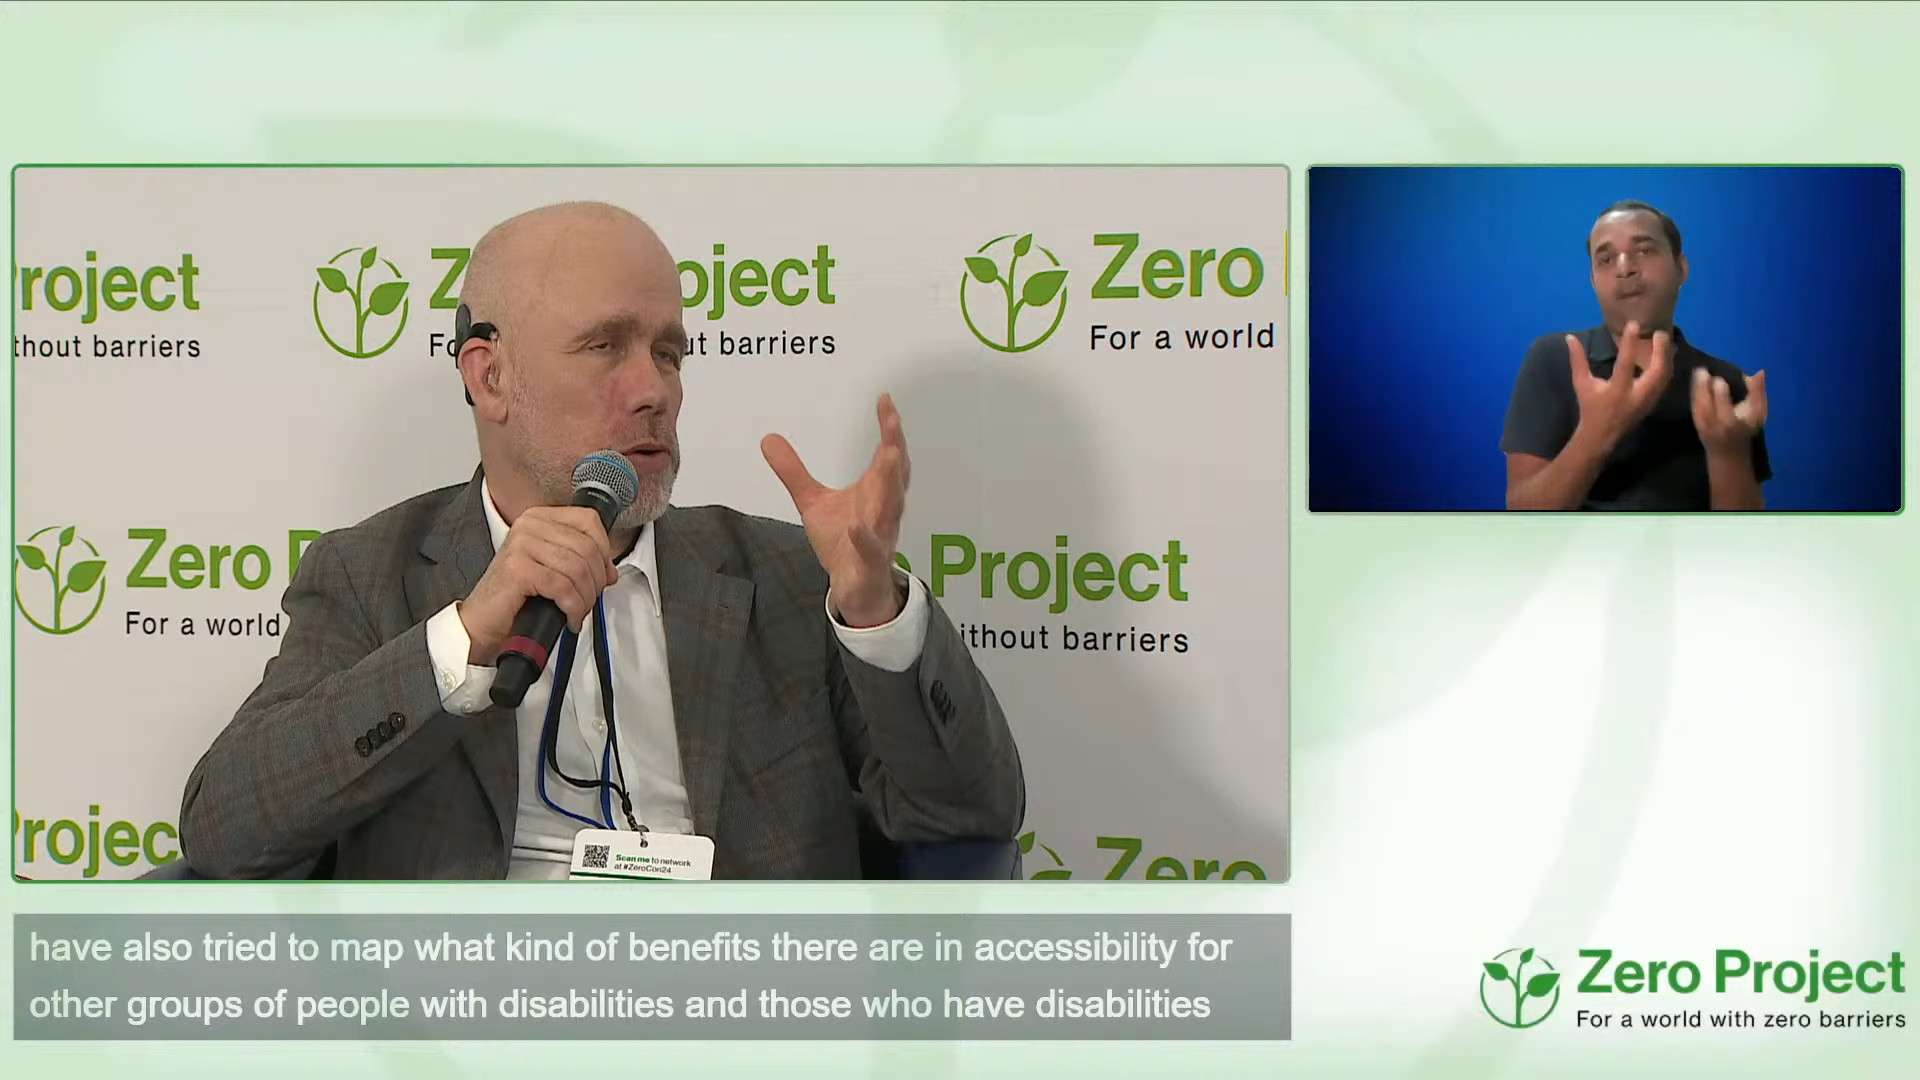 Project
without barriers
Zero Project
For ut barriers
Zero
For a world
Zero P
For a world
e Project
without barriers
Project
Zero
Scan me to network
at #ZeroCon24
have also tried to map what kind of benefits there are in accessibility for
other groups of people with disabilities and those who have disabilities
Zero Project
For a world with zero barriers